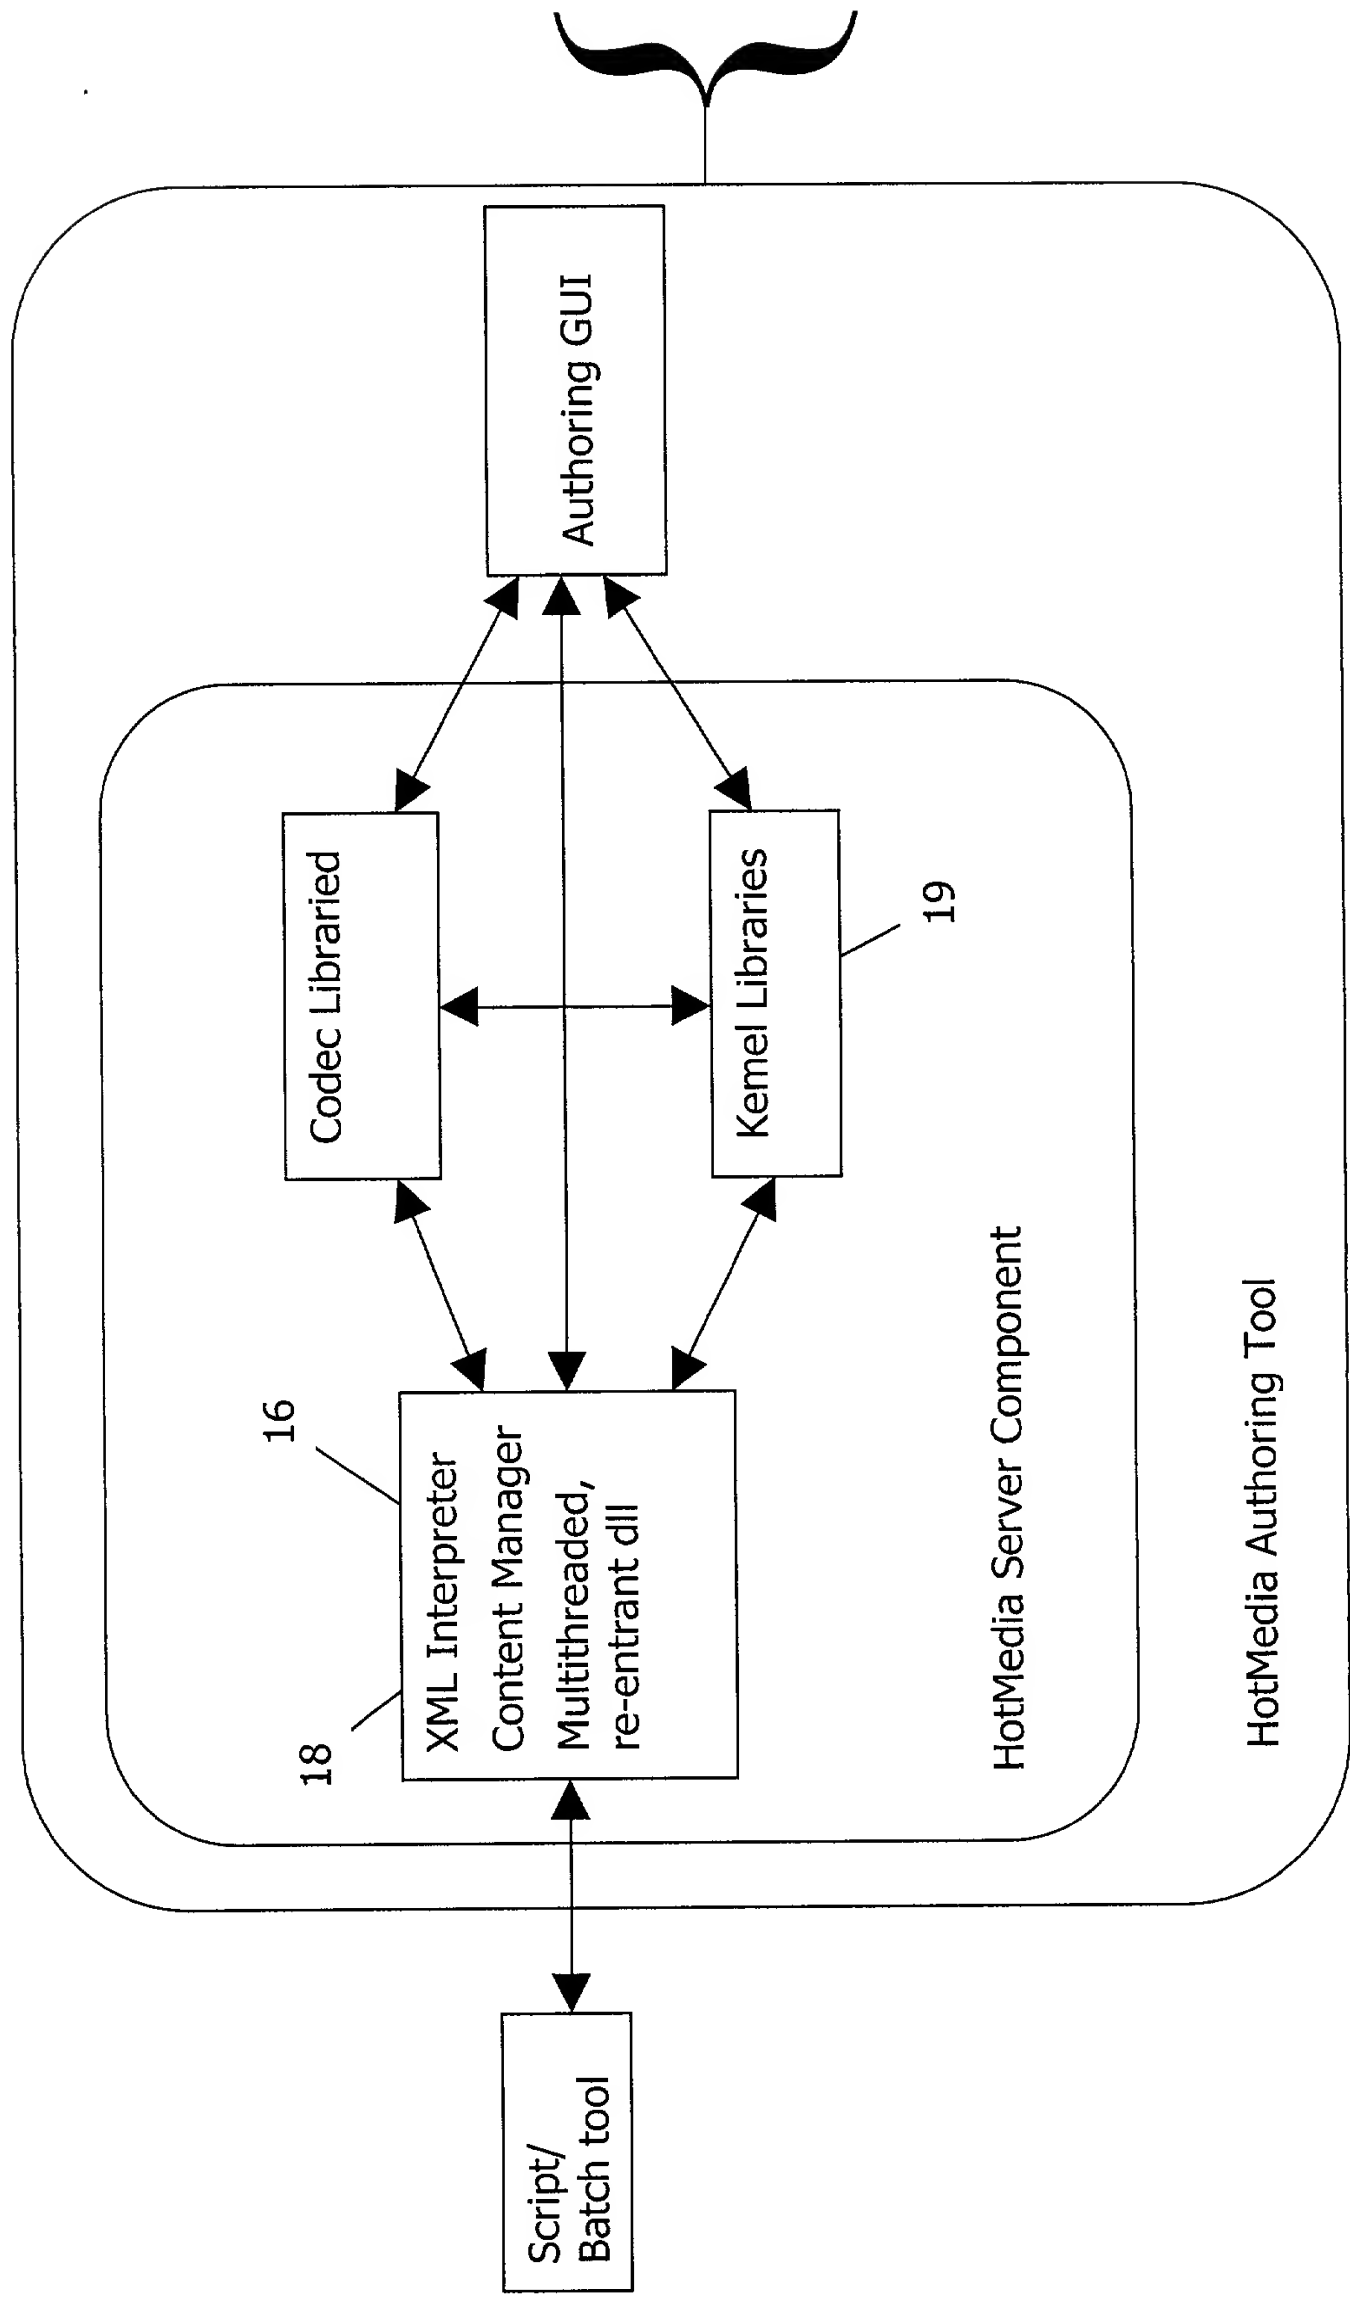 Script/
Batch tool
18
16
XML Interpreter
Content Manager
Multithreaded,
re-entrant dll
Codec Libraried
Kemel Libraries
19
Authoring GUI
HotMedia Server Component
HotMedia Authoring Tool